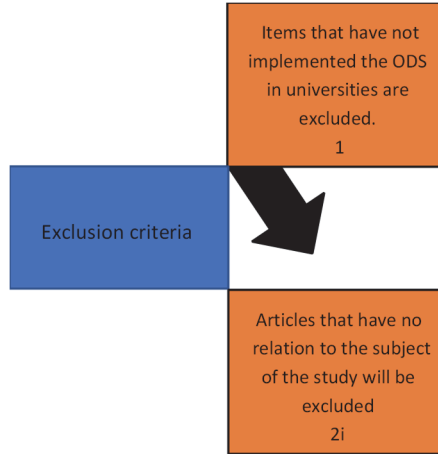 Items that have not
implemented the ODS
in universities are
excluded.
1
Exclusion criteria
Articles that have no
relation to the subject
of the study will be
excluded
2i